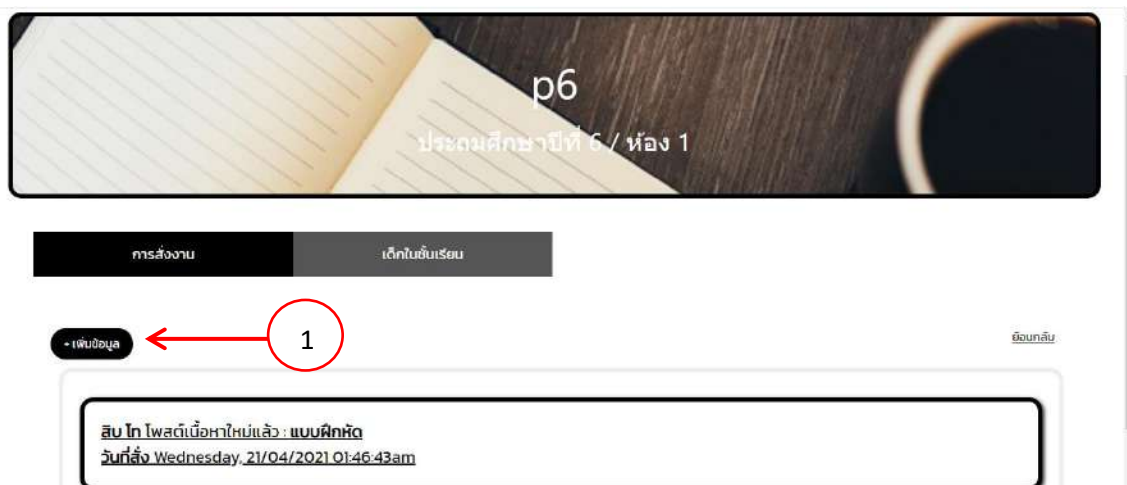 p6
ประถมศึกษาปีที่ 6 / ห้อง 1
การสั่งงาน
เด็กในชั้นเรียน
+ เพิ่มข้อมูล
1
ย้อนกลับ
สิบ โท โพสต์เนื้อหาใหม่แล้ว : แบบฝึกหัด
วันที่สั่ง Wednesday, 21/04/2021 01:46:43am